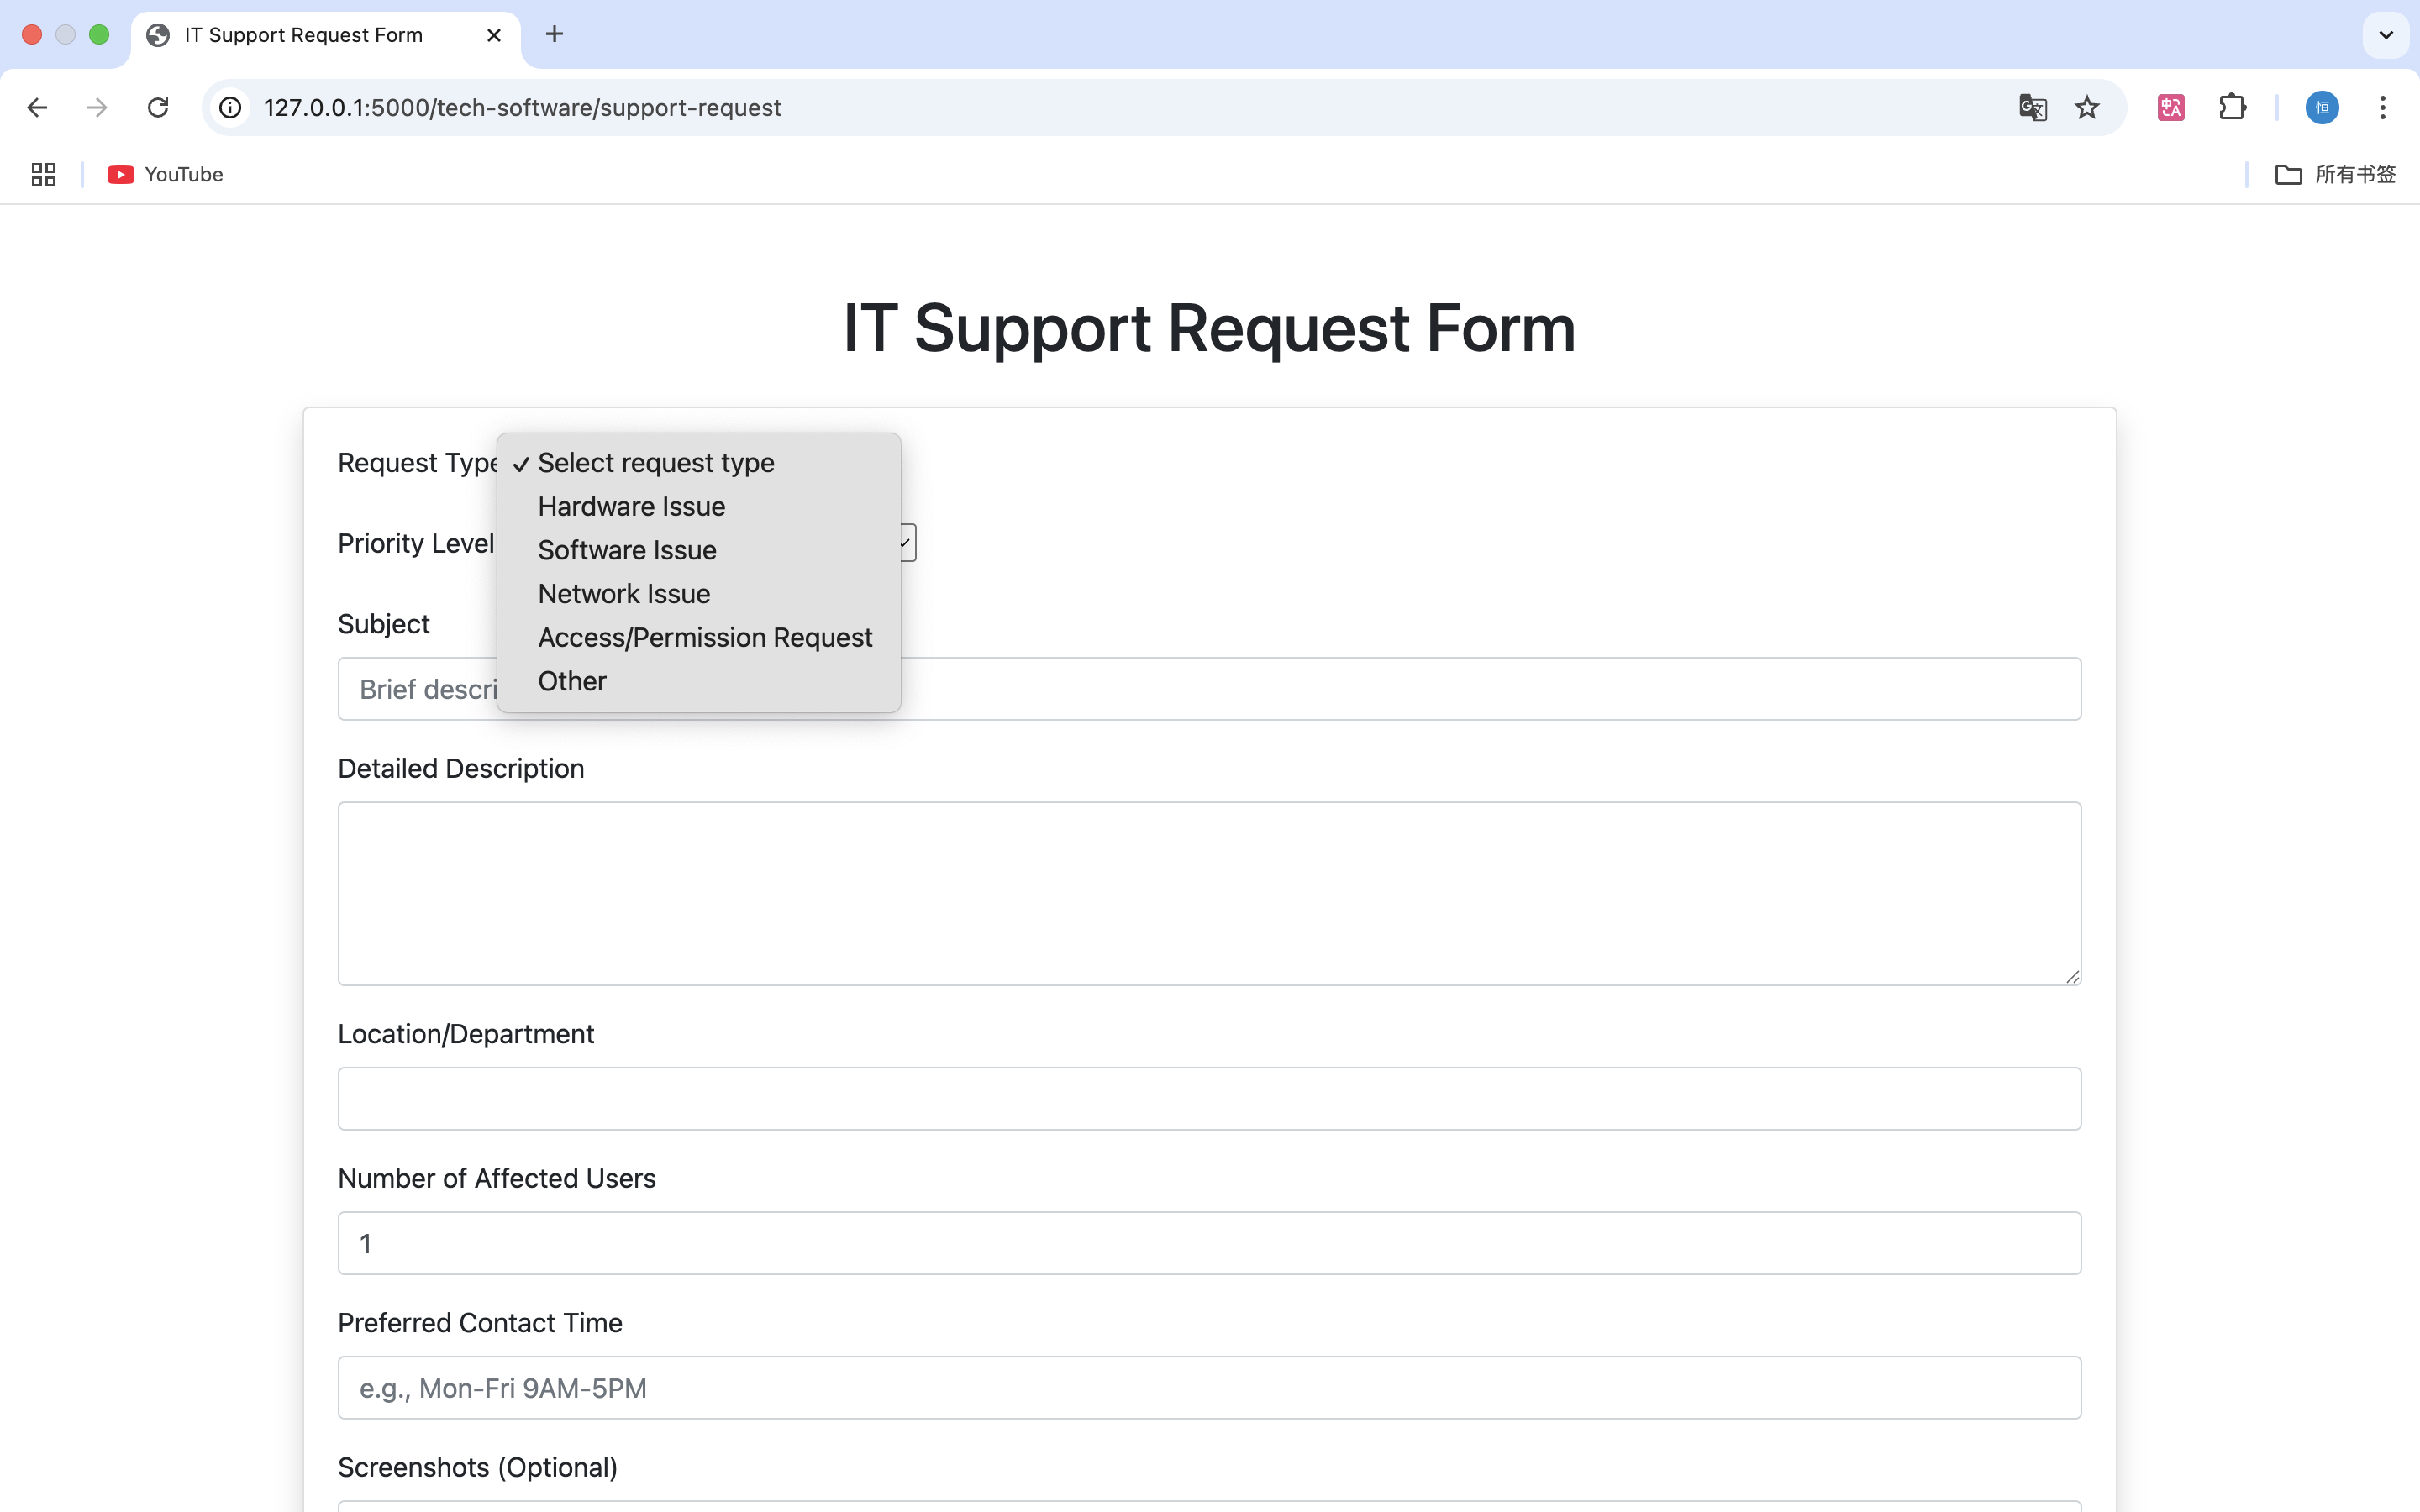 IT Support Request Form
127.0.0.1:5000/tech-software/support-request
恒
YouTube
所有书签
IT Support Request Form
Request Type
✓ Select request type
Hardware Issue
Priority Level
Software Issue
Network Issue
Subject
Access/Permission Request
Other
Brief descri
Detailed Description
Location/Department
Number of Affected Users
1
Preferred Contact Time
e.g., Mon-Fri 9AM-5PM
Screenshots (Optional)